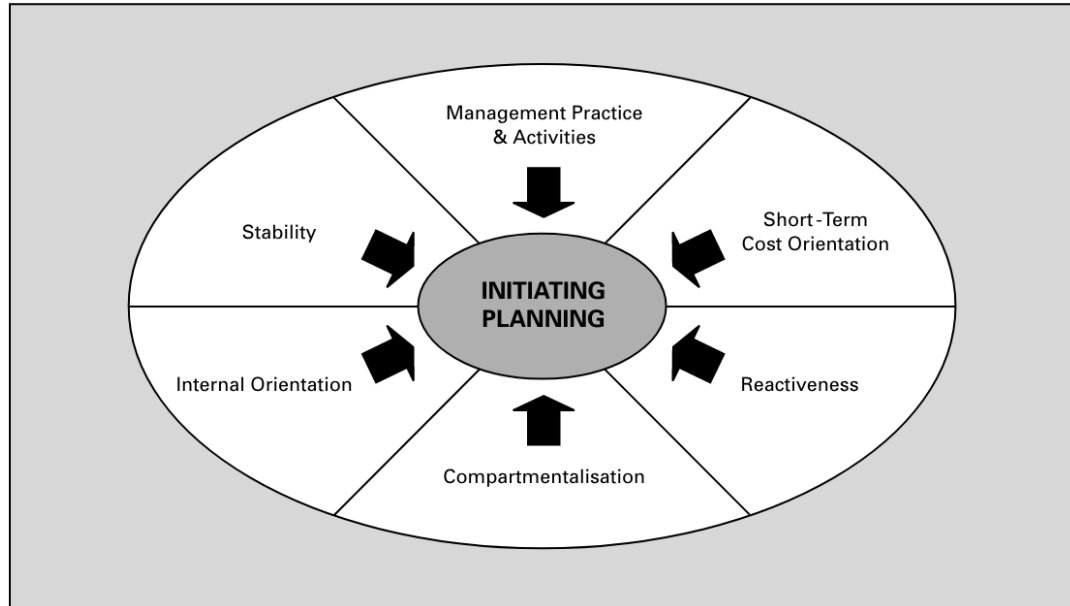 Management Practice
& Activities
Stability
Short-Term
Cost Orientation
INITIATING
PLANNING
Internal Orientation
Reactiveness
Compartmentalisation